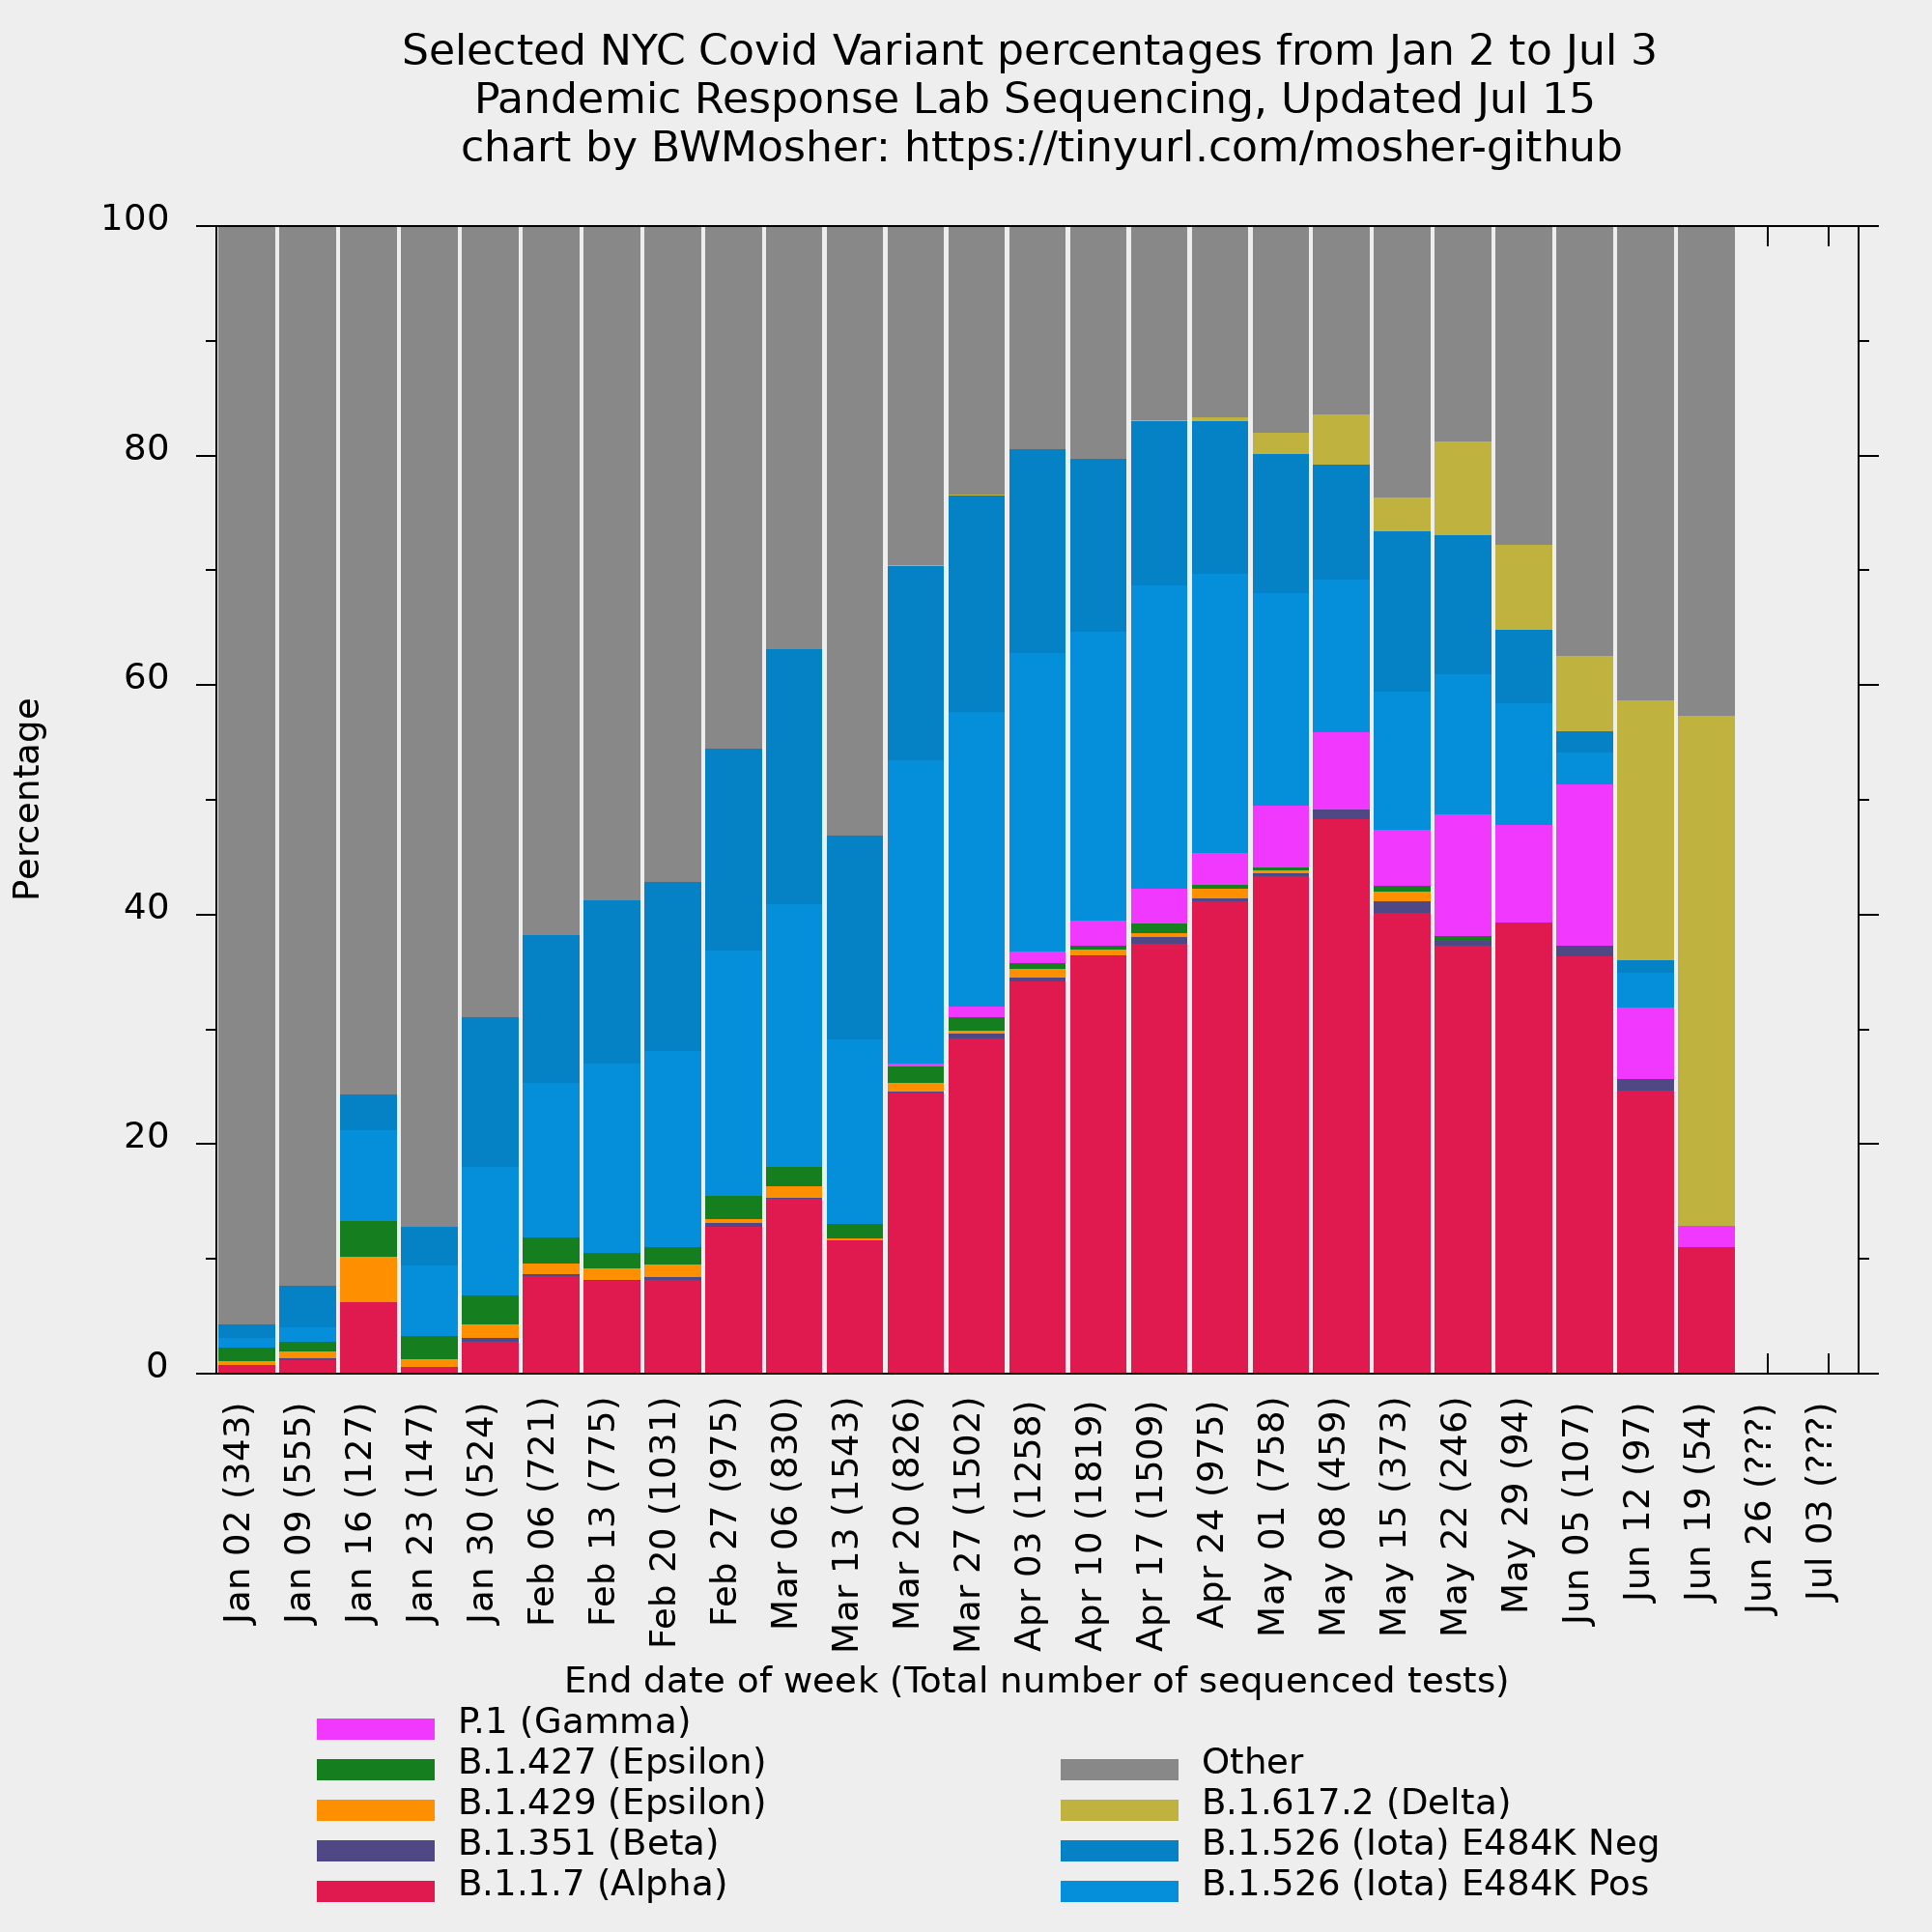 Selected NYC Covid Variant percentages from Jan 2 to Jul 3
Pandemic Response Lab Sequencing, Updated Jul 15
chart by BWMosher: https://tinyurl.com/mosher-github
100
80
60
40
20
0
Percentage
Jan 02 (343)
Jan 09 (555)
Jan 16 (127)
Jan 23 (147)
Jan 30 (524)
Feb 06 (721)
Feb 13 (775)
Feb 20 (1031)
Feb 27 (975)
Mar 06 (830)
Mar 13 (1543)
Mar 20 (826)
Mar 27 (1502)
Apr 03 (1258)
Apr 10 (1819)
Apr 17 (1509)
Apr 24 (975)
May 01 (758)
May 08 (459)
May 15 (373)
May 22 (246)
May 29 (94)
Jun 05 (107)
Jun 12 (97)
Jun 19 (54)
Jun 26 (???)
Jul 03 (???)
End date of week (Total number of sequenced tests)
P.1 (Gamma)
B.1.427 (Epsilon)
B.1.429 (Epsilon)
B.1.351 (Beta)
B.1.1.7 (Alpha)
Other
B.1.617.2 (Delta)
B.1.526 (Iota) E484K Neg
B.1.526 (Iota) E484K Pos